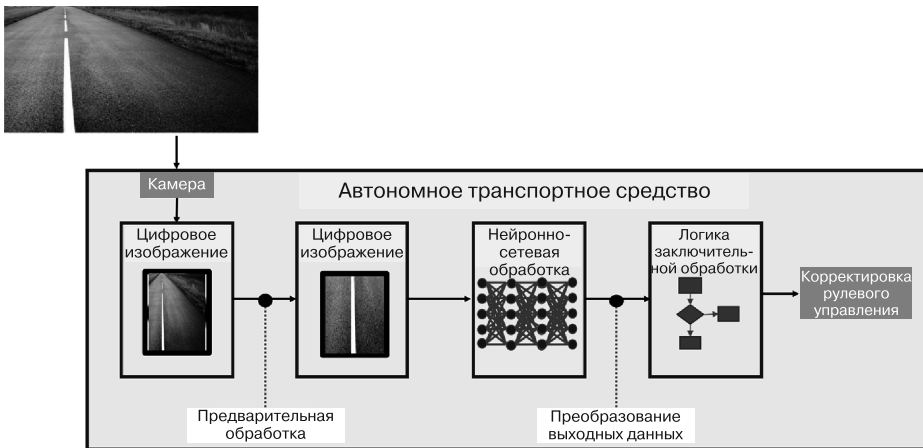 Камера
Автономное транспортное средство
Цифровое
изображение
Цифровое
изображение
Нейронно-
сетевая
обработка
Логика
заключитель-
ной обработки
Корректировка
рулевого
управления
Предварительная
обработка
Преобразование
выходных данных